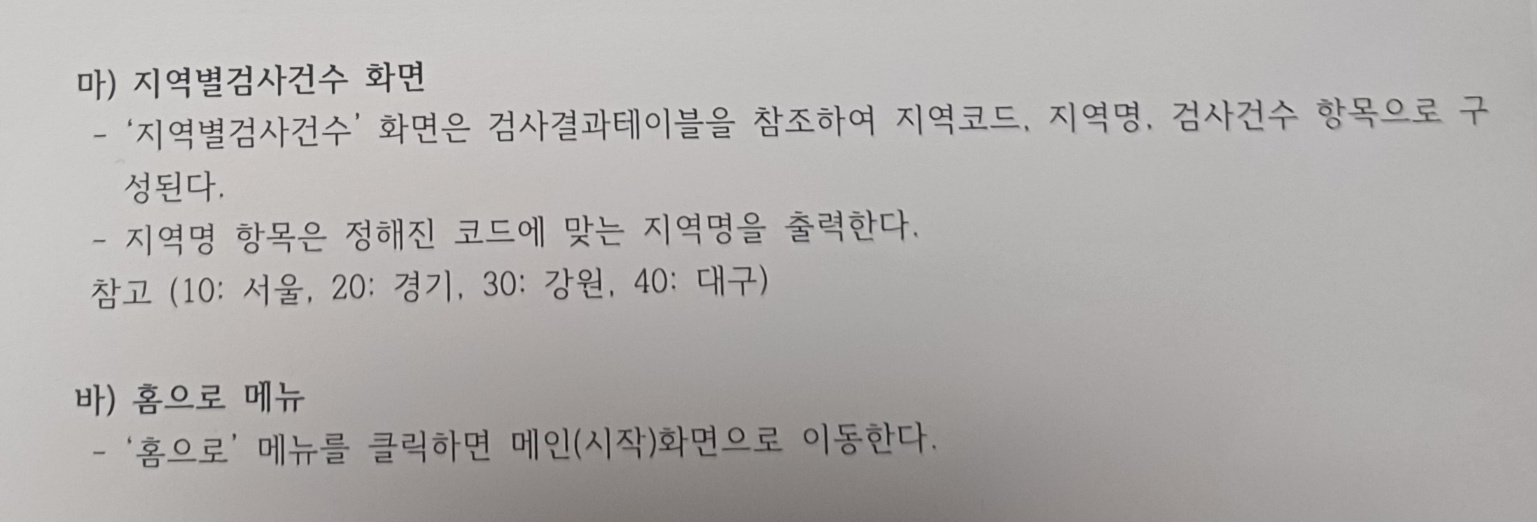 마) 지역별검사건수 화면
- ‘지역별검사건수’ 화면은 검사결과테이블을 참조하여 지역코드, 지역명, 검사건수 항목으로 구
성된다.
- 지역명 항목은 정해진 코드에 맞는 지역명을 출력한다.
참고 (10: 서울, 20: 경기, 30: 강원, 40: 대구)
바) 홈으로 메뉴
- ‘홈으로’ 메뉴를 클릭하면 메인(시작)화면으로 이동한다.